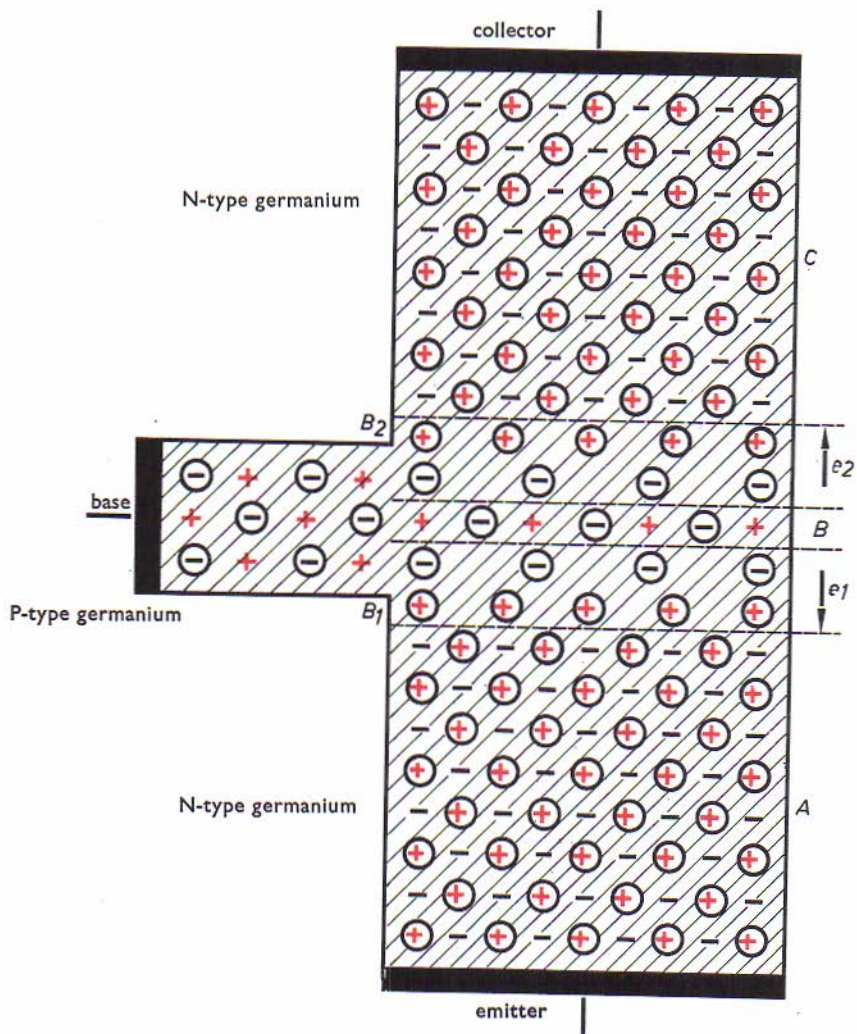 collector
N-type germanium
C
B2
e2
base
B
e1
P-type germanium
B1
N-type germanium
A
emitter